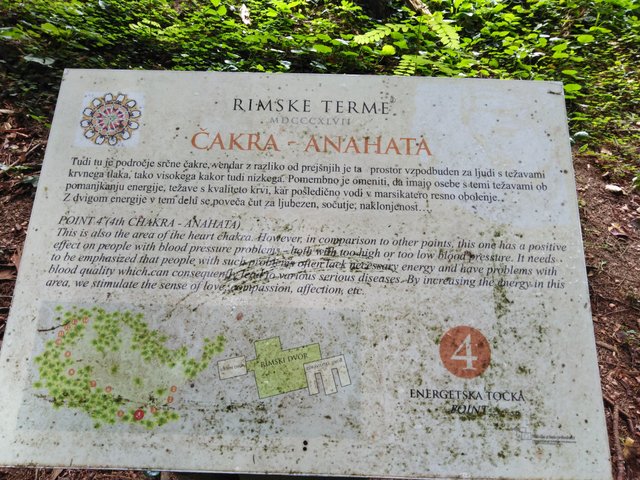 RIMSKE TERME
MDCCCXLVII
ČAKRA - ANAHATA
Tudi tu je področje srčne čakre, vendar z razliko od prejšnjih je ta prostor vzpodbuden za ljudi s težavami
krvnega tlaka, tako visokega kakor tudi nizkega. Pomembno je omeniti, da imajo osebe s temi težavami ob
pomanjkanju energije, težave s kvaliteto krvi, kar posledično vodi v marsikatero resno obolenje.
Z dvigom energije v tem delu se poveča čut za ljubezen, sočutje, naklonjenost...
POINT 4 (4th CHAKRA - ANAHATA)
This is also the area of the heart chakra. However, in comparison to other points, this one has a positive
effect on people with blood pressure problems - both with too high or too low blood pressure. It needs
to be emphasized that people with such problems often lack necessary energy and have problems with
blood quality which can consequently lead to various serious diseases. By increasing the energy in this
area, we stimulate the sense of love, compassion, affection, etc.
RIMSKI DVOR
4
ENERGETSKA TOČKA
POINT